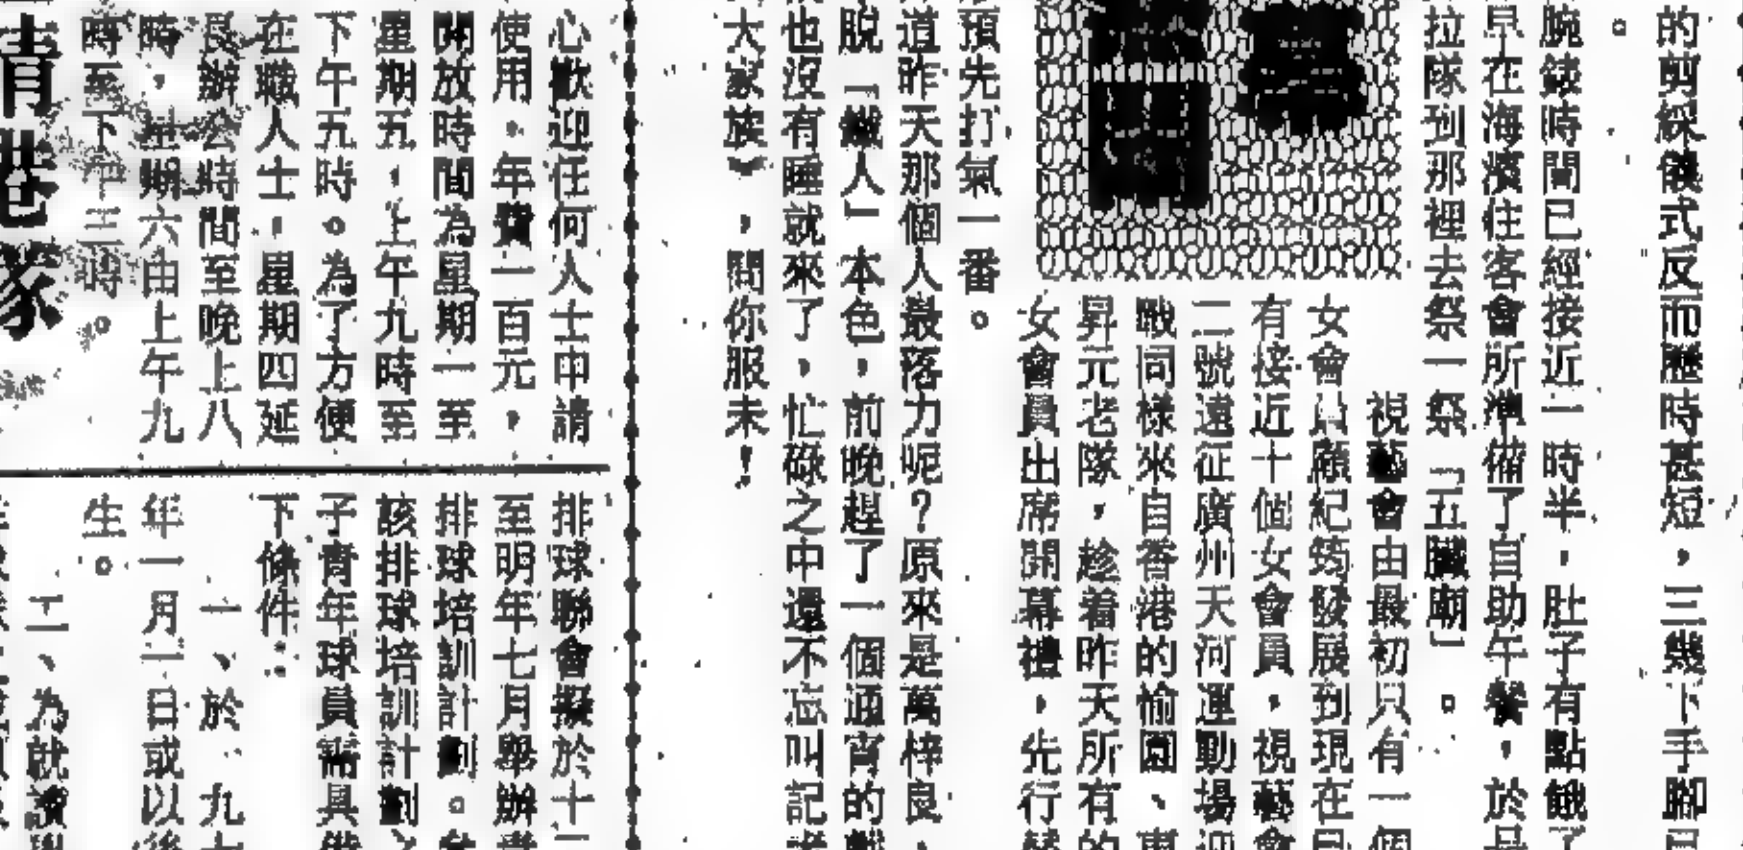 的剪綵儀式反而歷時甚短，三幾下手腳
。
腕錶時間已經接近一時半，肚子有點餓了
早在海濱住客會所準備了自助午餐，於是
拉隊到那裡去祭一祭「五臟廟」。
視藝會由最初只有一個
女會員顧紀筠發展到現在
有接近十個女會員，視藝會
二號遠征廣州天河運動場迎
戰同樣來自香港的愉園、東
昇元老隊，趁着昨天所有的
女會員出席開幕禮，先行
預先打氣一番。
道昨天那個人最落力呢？原來是萬梓良，
脫「鐵人」本色，前晚趕了一個通宵的
也沒有睡就來了，忙碌之中還不忘叫記者
大家族》，問你服未！
心歡迎任何人士申請
使用，年費一百元，
開放時間為星期一至
星期五，上午九時至
下午五時。為了方便
在職人士，星期四延
長辦公時間至晚上八
時，星期六由上午九
時至下午三時。
請港隊
排球聯會擬於十二
至明年七月舉辦青
排球培訓計劃。
該排球培訓計劃之
子青年球員需具備
下條件：
一、於九七
年一月一日或以後
生。
二、為就讀